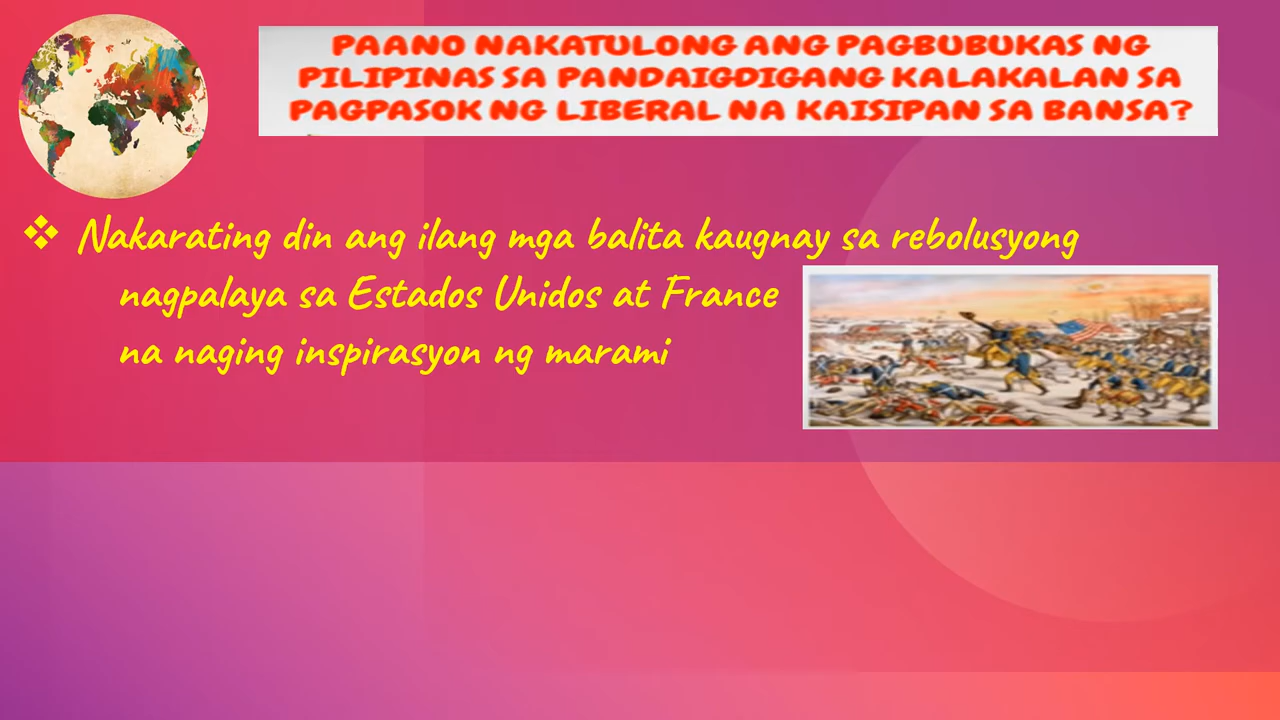 PAANO NAKATULONG ANG PAGBUBUKAS NG
PILIPINAS SA PANDAIGDIGANG KALAKALAN SA
PAGPASOK NG LIBERAL NA KAISIPAN SA BANSA?
Nakarating din ang ilang mga balita kaugnay sa rebolusyong
nagpalaya sa Estados Unidos at France
na naging inspirasyon ng marami